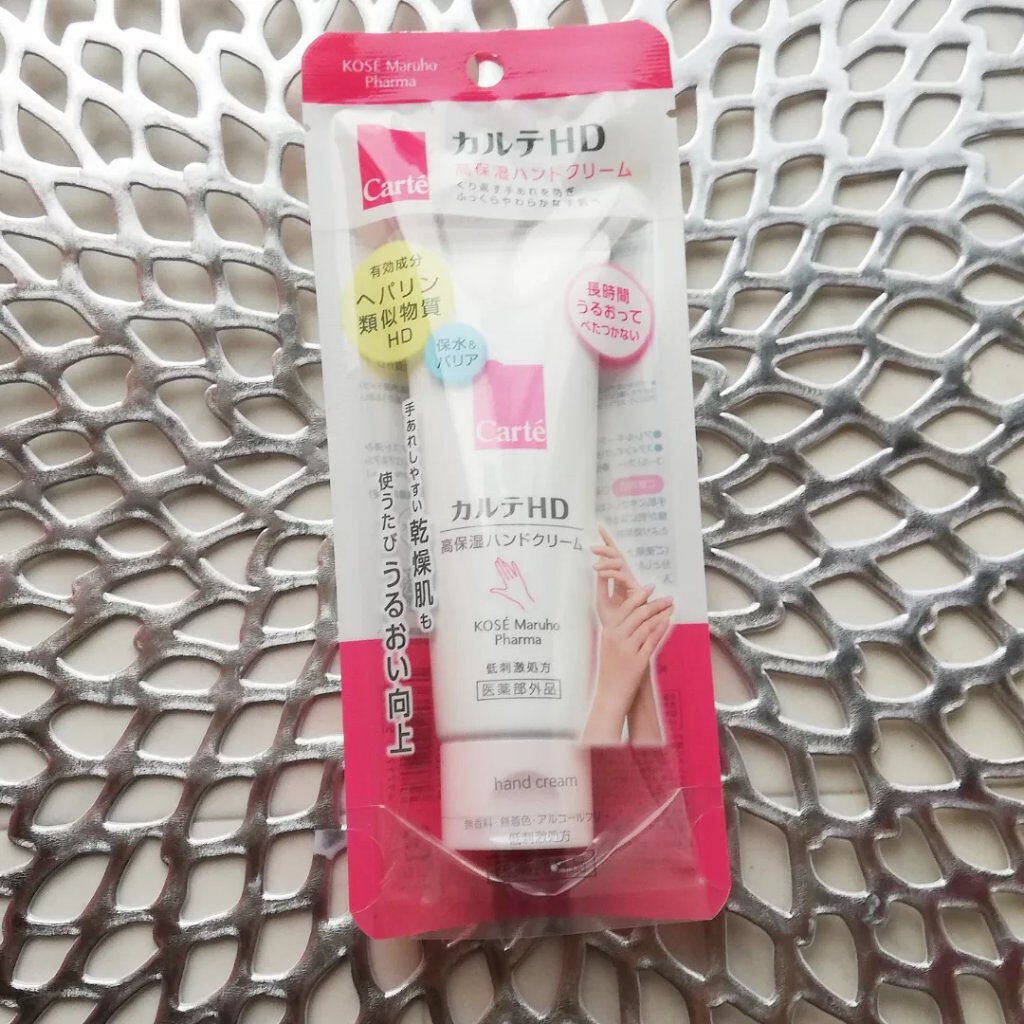 KOSÉ Maruho
Pharma
Carté
カルテHD
高保湿ハンドクリーム
くり返す手あれを防ぎ
ふっくらやわらかな手肌へ
有効成分
ヘパリン
類似物質
HD
保水&
バリア
長時間
うるおって
べたつかない
手あれしやすい乾燥肌も
使うたびうるおい向上
Carté
カルテHD
高保湿ハンドクリーム
KOSÉ Maruho
Pharma
低刺激処方
医薬部外品
hand cream
無香料・無着色・アルコールフリー
低刺激処方